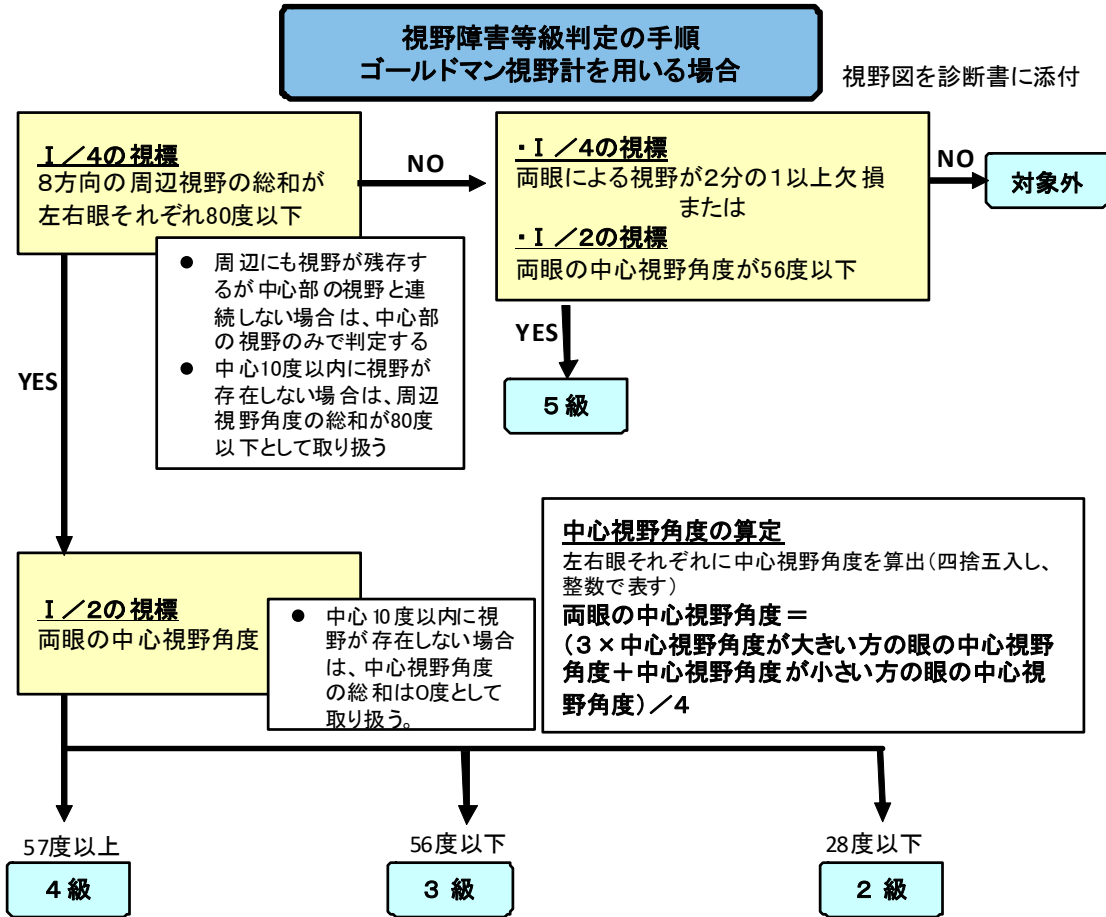 視野障害等級判定の手順
ゴールドマン視野計を用いる場合
視野図を診断書に添付
Ⅰ／4の視標
8方向の周辺視野の総和が
左右眼それぞれ80度以下
NO
・Ⅰ／4の視標
両眼による視野が2分の1以上欠損
または
・Ⅰ／2の視標
両眼の中心視野角度が56度以下
NO
対象外
● 周辺にも視野が残存す
るが中心部の視野と連
続しない場合は、中心部
の視野のみで判定する
● 中心10度以内に視野が
存在しない場合は、周辺
視野角度の総和が80度
以下として取り扱う
YES
YES
5級
Ⅰ／2の視標
両眼の中心視野角度
● 中心10度以内に視
野が存在しない場合
は、中心視野角度
の総和は0度として
取り扱う。
中心視野角度の算定
左右眼それぞれに中心視野角度を算出（四捨五入し、
整数で表す）
両眼の中心視野角度＝
（3×中心視野角度が大きい方の眼の中心視野
角度＋中心視野角度が小さい方の眼の中心視
野角度）／4
57度以上
4級
56度以下
3級
28度以下
2級